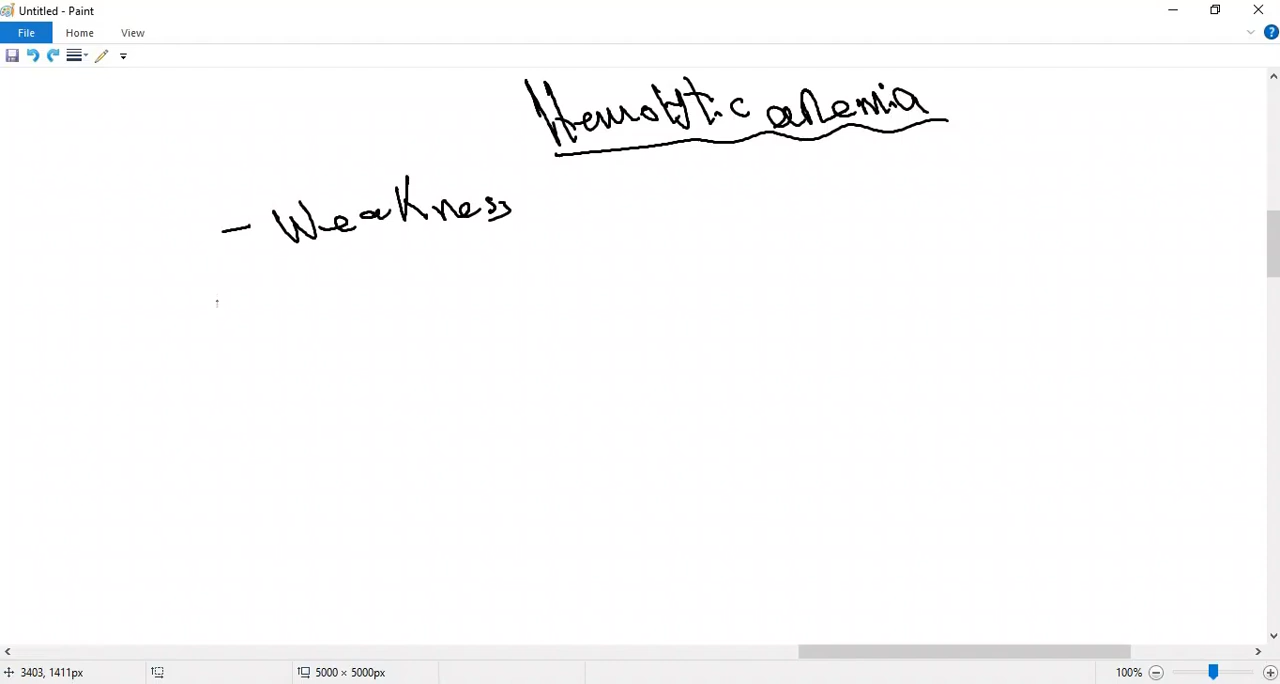 Untitled - Paint
File Home View
Hemolytic anemia
- Weakness
3403, 1411px 5000 × 5000px 100%